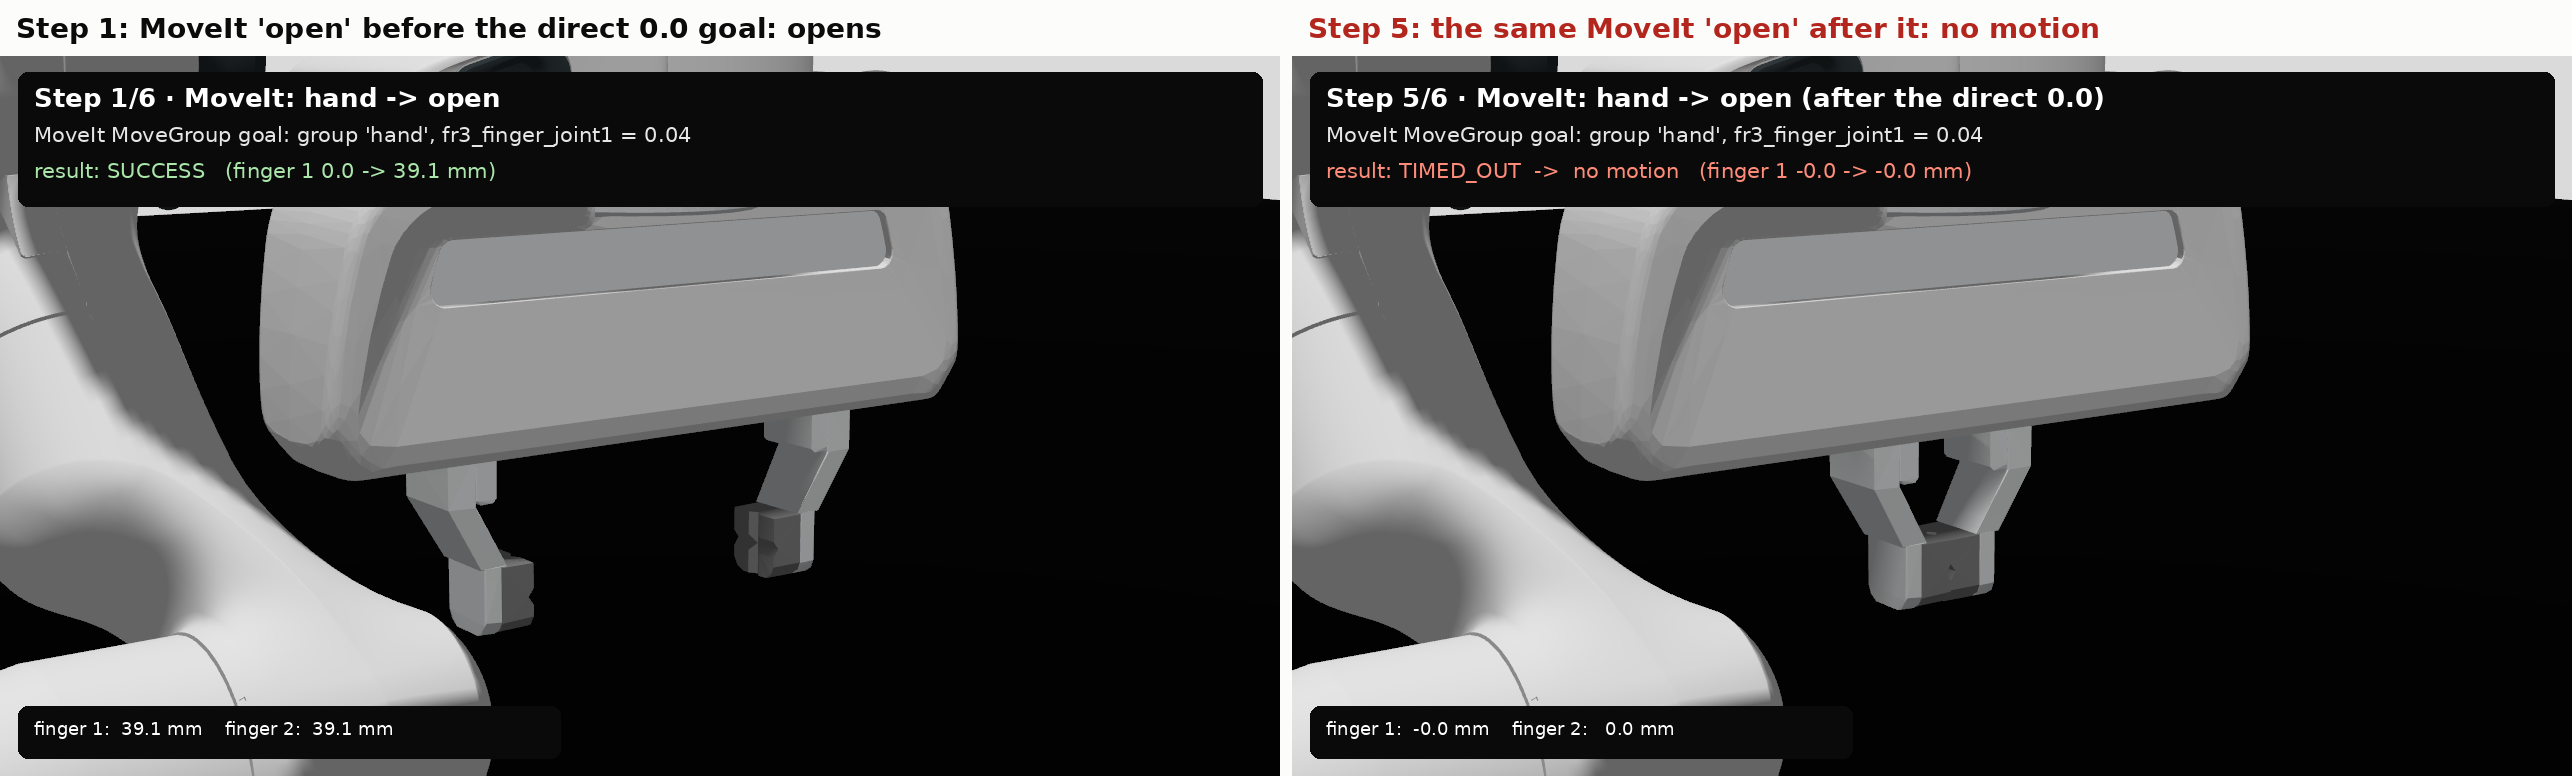 Step 1: MoveIt 'open' before the direct 0.0 goal: opens
Step 1/6 · MoveIt: hand -> open
MoveIt MoveGroup goal: group 'hand', fr3_finger_joint1 = 0.04
result: SUCCESS (finger 1 0.0 -> 39.1 mm)
finger 1: 39.1 mm finger 2: 39.1 mm
Step 5: the same MoveIt 'open' after it: no motion
Step 5/6 · MoveIt: hand -> open (after the direct 0.0)
MoveIt MoveGroup goal: group 'hand', fr3_finger_joint1 = 0.04
result: TIMED_OUT -> no motion (finger 1 -0.0 -> -0.0 mm)
finger 1: -0.0 mm finger 2: 0.0 mm